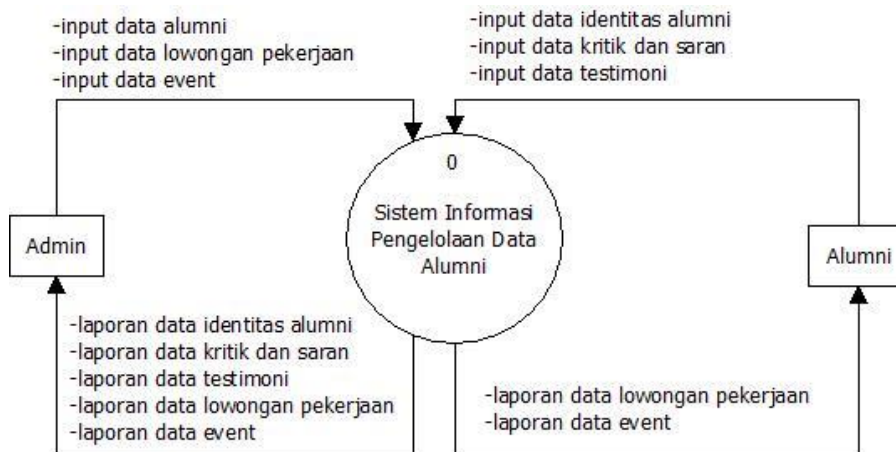 -input data alumni
-input data lowongan pekerjaan
-input data event
-input data identitas alumni
-input data kritik dan saran
-input data testimoni
0
Sistem Informasi
Pengelolaan Data
Alumni
Admin
Alumni
-laporan data identitas alumni
-laporan data kritik dan saran
-laporan data testimoni
-laporan data lowongan pekerjaan
-laporan data event
-laporan data lowongan pekerjaan
-laporan data event